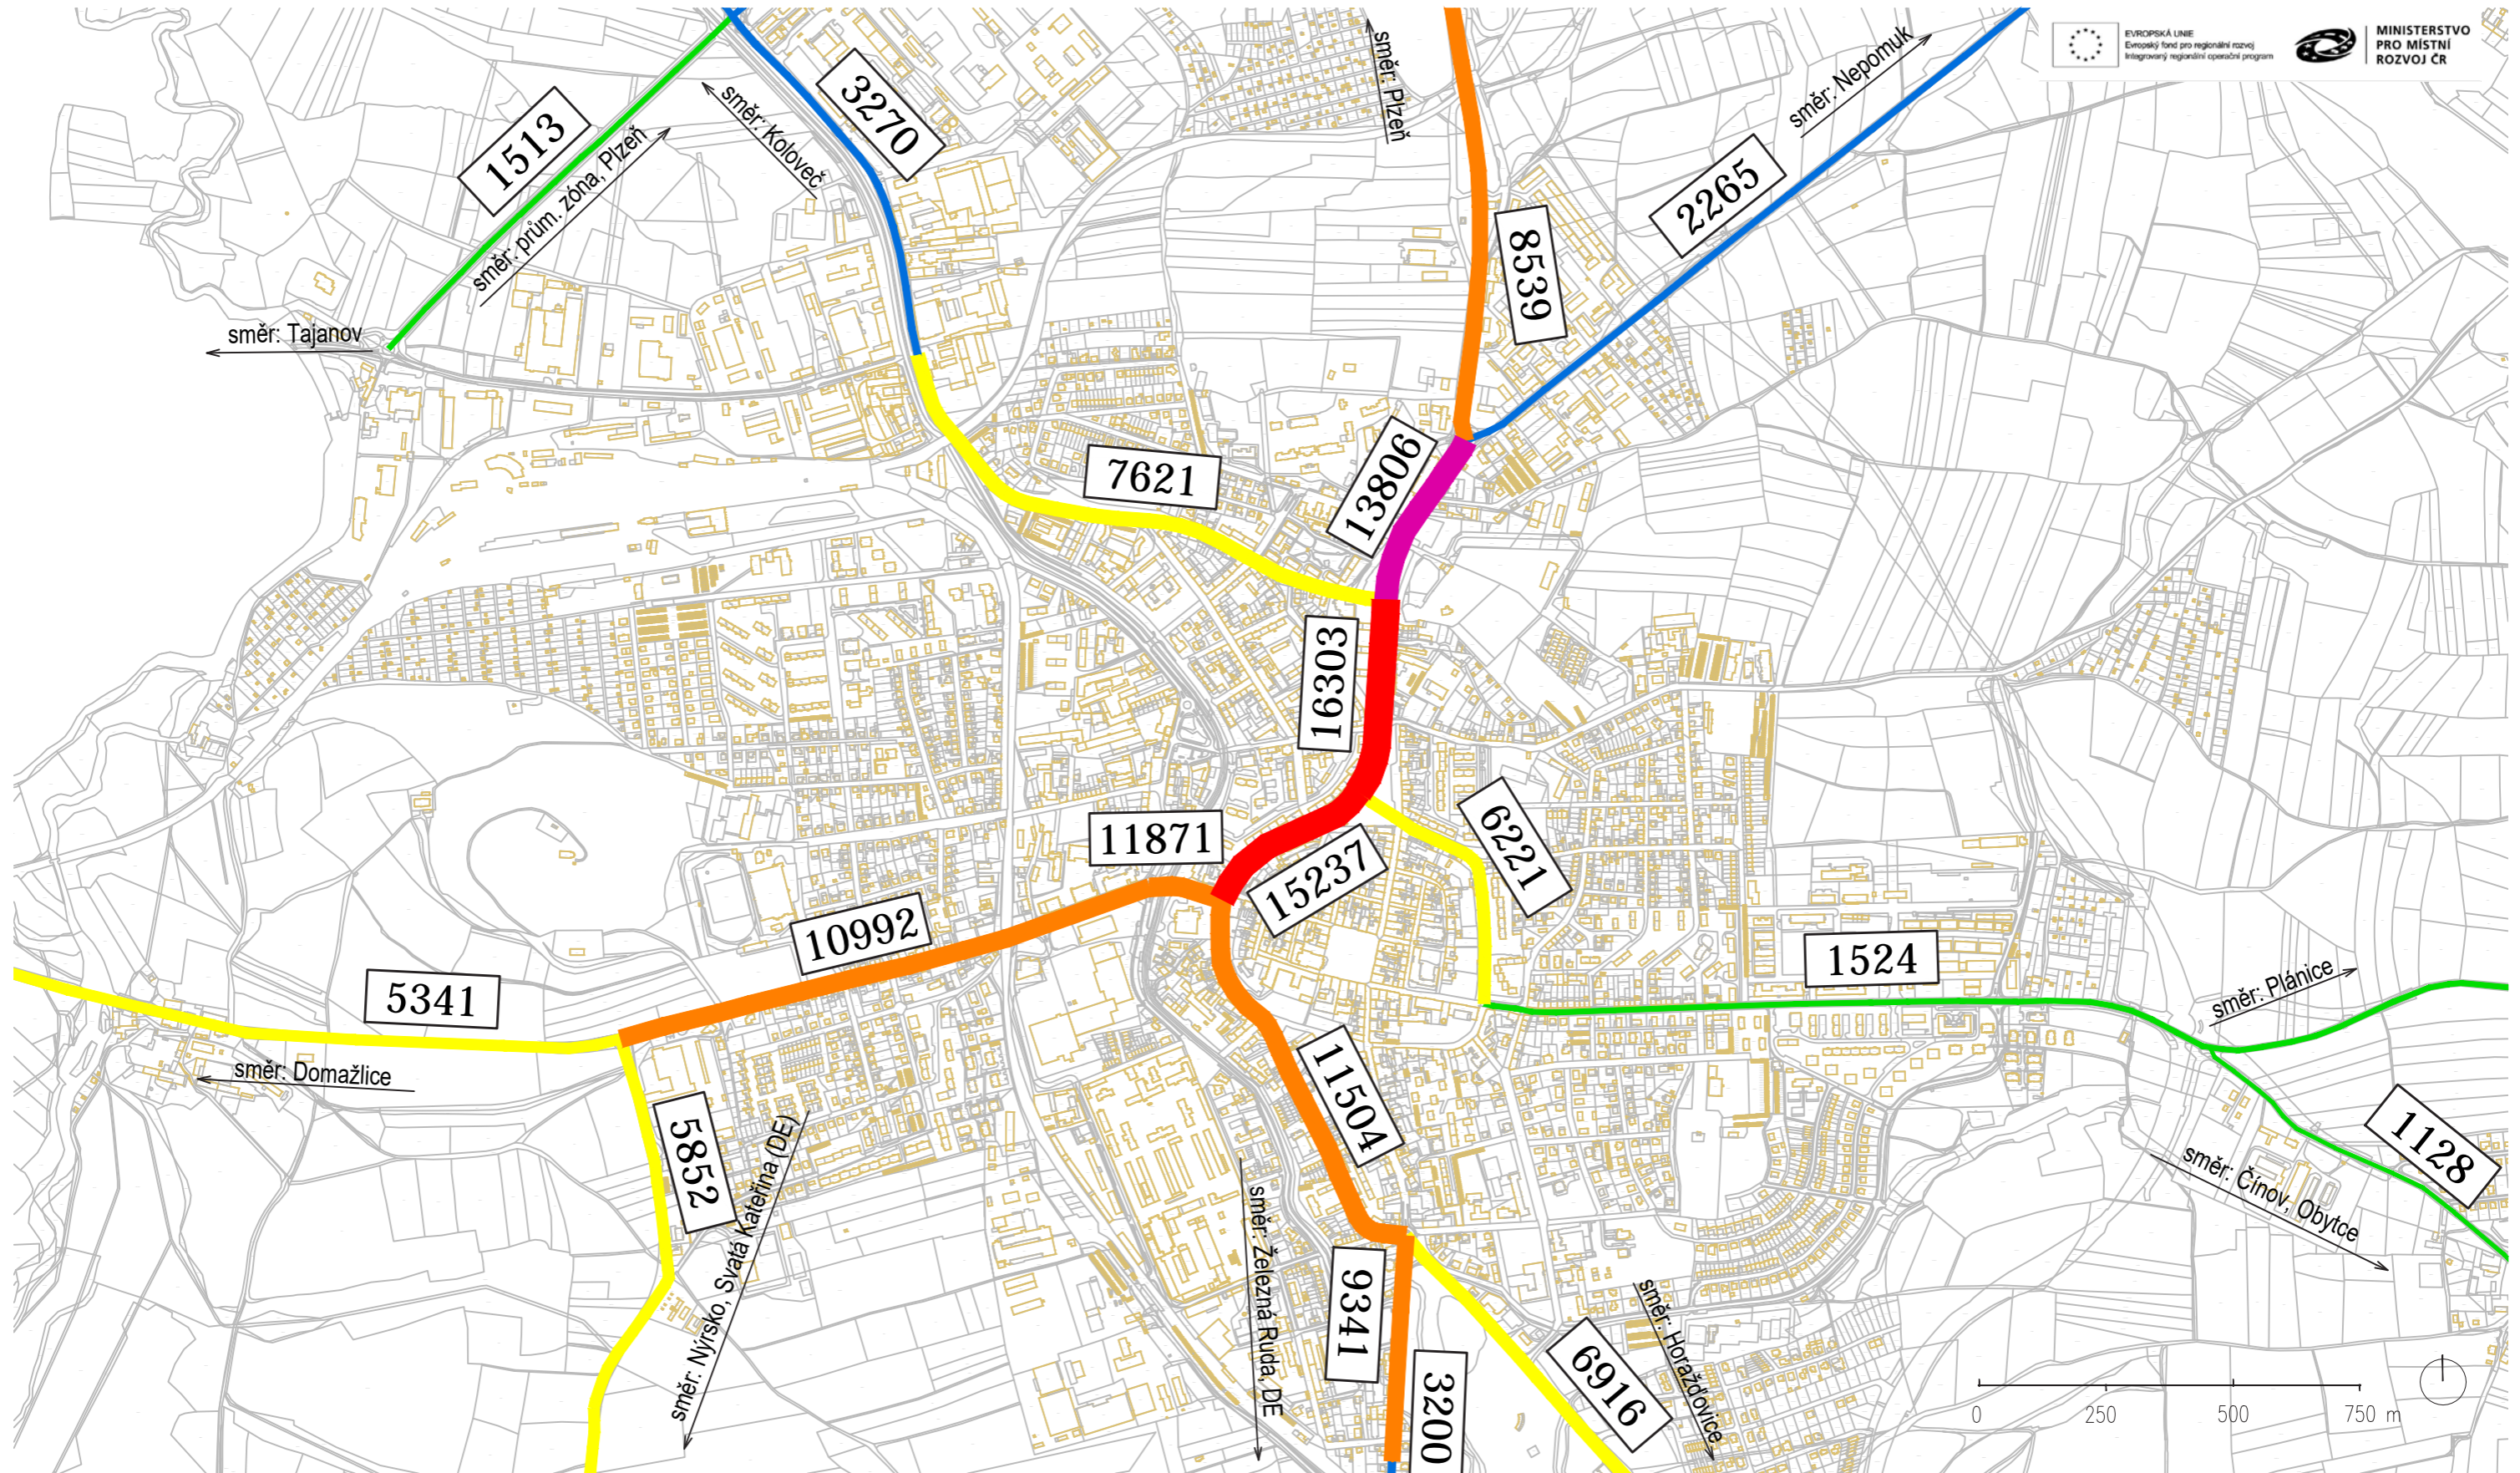 EVROPSKÁ UNIE
Evropský fond pro regionální rozvoj
Integrovaný regionální operační program
MINISTERSTVO
PRO MÍSTNÍ
ROZVOJ ČR
směr: Plzeň
směr: Nepomuk
3270
1513
směr: Koloveč
směr: prům. zóna, Plzeň
2265
8539
směr: Tajanov
7621
13806
16303
11871
6221
15237
10992
1524
5341
směr: Plánice
směr: Domažlice
11504
5852
1128
směr: Nýrsko, Svatá Kateřina (DE)
směr: Čínov, Obytce
směr: Železná Ruda, DE
9341
směr: Horažďovice
6916
3200
0 250 500 750 m